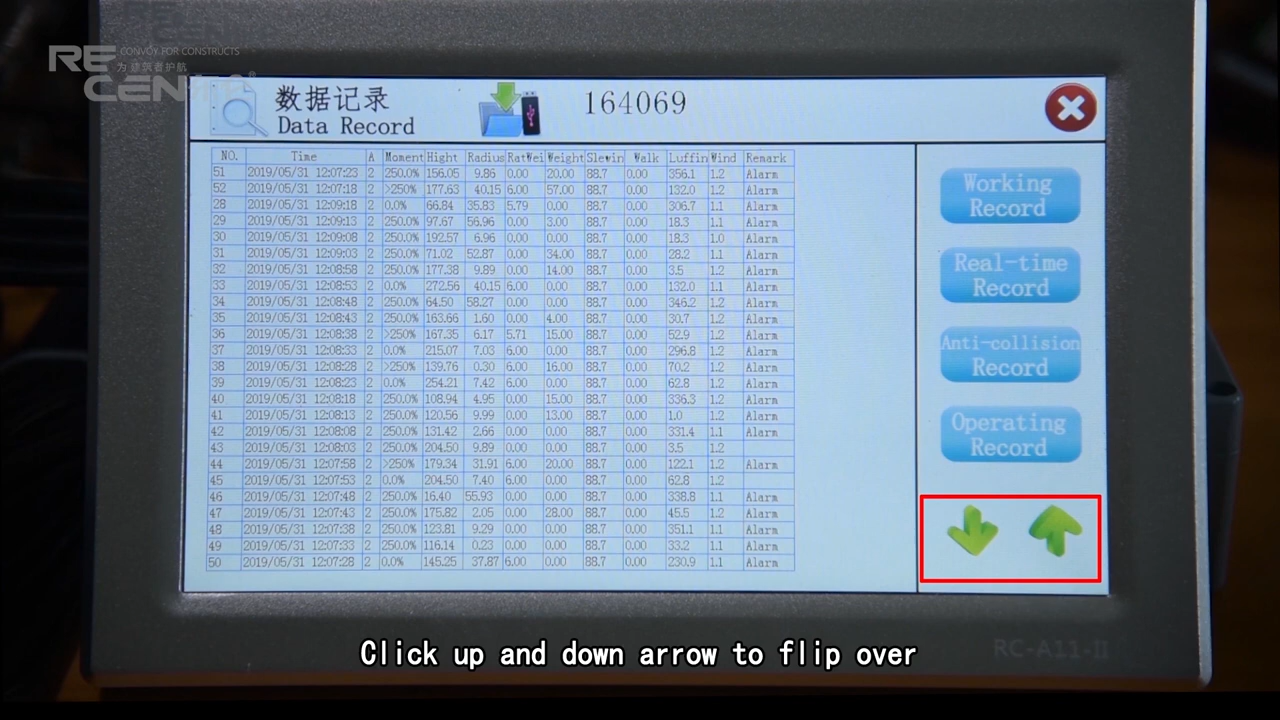 RE CONVOY FOR CONSTRUCTS
为 建筑者护航
CEN
数据记录
Data Record
164069
NO. Time A Moment Hight Radius RatWei Weight Slewin Walk Luffin Wind Remark
51 2019/05/31 12:07:23 2 250.0% 156.05 9.86 0.00 20.00 88.7 0.00 356.1 1.2 Alarm
52 2019/05/31 12:07:18 2 >250% 177.63 40.15 6.00 57.00 88.7 0.00 132.0 1.2 Alarm
28 2019/05/31 12:09:18 2 0.0% 66.84 35.83 5.79 0.00 88.7 0.00 306.7 1.1 Alarm
29 2019/05/31 12:09:13 2 250.0% 97.67 56.96 0.00 3.00 88.7 0.00 18.3 1.1 Alarm
30 2019/05/31 12:09:08 2 250.0% 192.57 6.96 0.00 0.00 88.7 0.00 18.3 1.0 Alarm
31 2019/05/31 12:09:03 2 250.0% 71.02 52.87 0.00 34.00 88.7 0.00 28.2 1.1 Alarm
32 2019/05/31 12:08:58 2 250.0% 177.38 9.89 0.00 14.00 88.7 0.00 3.5 1.2 Alarm
33 2019/05/31 12:08:53 2 0.0% 272.56 40.15 6.00 0.00 88.7 0.00 132.0 1.1 Alarm
34 2019/05/31 12:08:48 2 250.0% 64.50 58.27 0.00 0.00 88.7 0.00 346.2 1.2 Alarm
35 2019/05/31 12:08:43 2 250.0% 163.66 1.60 0.00 4.00 88.7 0.00 30.7 1.2 Alarm
36 2019/05/31 12:08:38 2 >250% 167.35 6.17 5.71 15.00 88.7 0.00 52.9 1.2 Alarm
37 2019/05/31 12:08:33 2 0.0% 215.07 7.03 6.00 0.00 88.7 0.00 296.8 1.2 Alarm
38 2019/05/31 12:08:28 2 >250% 139.76 0.30 6.00 16.00 88.7 0.00 70.2 1.2 Alarm
39 2019/05/31 12:08:23 2 0.0% 254.21 7.42 6.00 0.00 88.7 0.00 62.8 1.2 Alarm
40 2019/05/31 12:08:18 2 250.0% 108.94 4.95 0.00 15.00 88.7 0.00 336.3 1.2 Alarm
41 2019/05/31 12:08:13 2 250.0% 120.56 9.99 0.00 13.00 88.7 0.00 1.0 1.2 Alarm
42 2019/05/31 12:08:08 2 250.0% 131.42 2.66 0.00 0.00 88.7 0.00 331.4 1.1 Alarm
43 2019/05/31 12:08:03 2 250.0% 204.50 9.89 0.00 0.00 88.7 0.00 3.5 1.2
44 2019/05/31 12:07:58 2 >250% 179.34 31.91 6.00 20.00 88.7 0.00 122.1 1.2 Alarm
45 2019/05/31 12:07:53 2 0.0% 204.50 7.40 6.00 0.00 88.7 0.00 62.8 1.2
46 2019/05/31 12:07:48 2 250.0% 16.40 55.93 0.00 0.00 88.7 0.00 338.8 1.1 Alarm
47 2019/05/31 12:07:43 2 250.0% 175.82 2.05 0.00 28.00 88.7 0.00 45.5 1.2 Alarm
48 2019/05/31 12:07:38 2 250.0% 123.81 9.29 0.00 0.00 88.7 0.00 351.1 1.1 Alarm
49 2019/05/31 12:07:33 2 250.0% 116.14 0.23 0.00 0.00 88.7 0.00 33.2 1.1 Alarm
50 2019/05/31 12:07:28 2 0.0% 145.25 37.87 6.00 0.00 88.7 0.00 230.9 1.1 Alarm
Working
Record
Real-time
Record
Anti-collision
Record
Operating
Record
Click up and down arrow to flip over
RC-A11-II